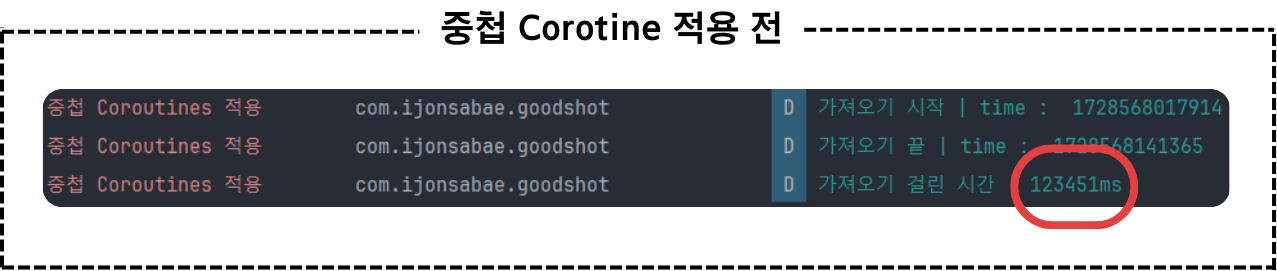 중첩 Corotine 적용 전
중첩 Coroutines 적용 com.ijonsabae.goodshot D 가져오기 시작 | time : 1728568017914
중첩 Coroutines 적용 com.ijonsabae.goodshot D 가져오기 끝 | time : 1728568141365
중첩 Coroutines 적용 com.ijonsabae.goodshot D 가져오기 걸린 시간 123451ms